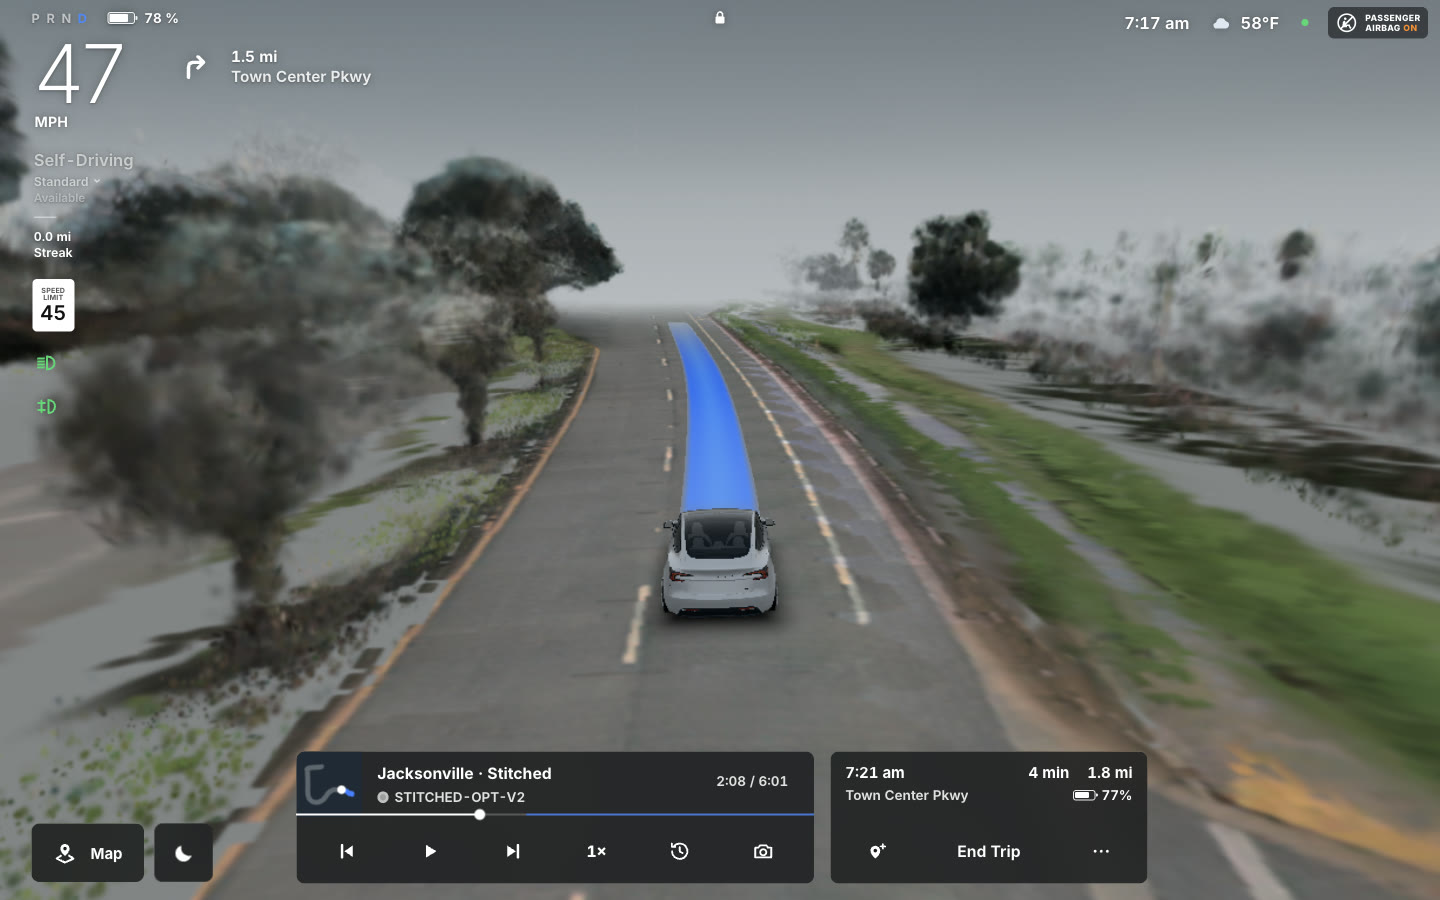 P R N D
78 %
7:17 am
58°F
PASSENGER
AIRBAG ON
47
MPH
1.5 mi
Town Center Pkwy
Self-Driving
Standard
Available
0.0 mi
Streak
SPEED
LIMIT
45
Jacksonville · Stitched
STITCHED-OPT-V2
2:08 / 6:01
1×
7:21 am
4 min
1.8 mi
Town Center Pkwy
77%
End Trip
Map